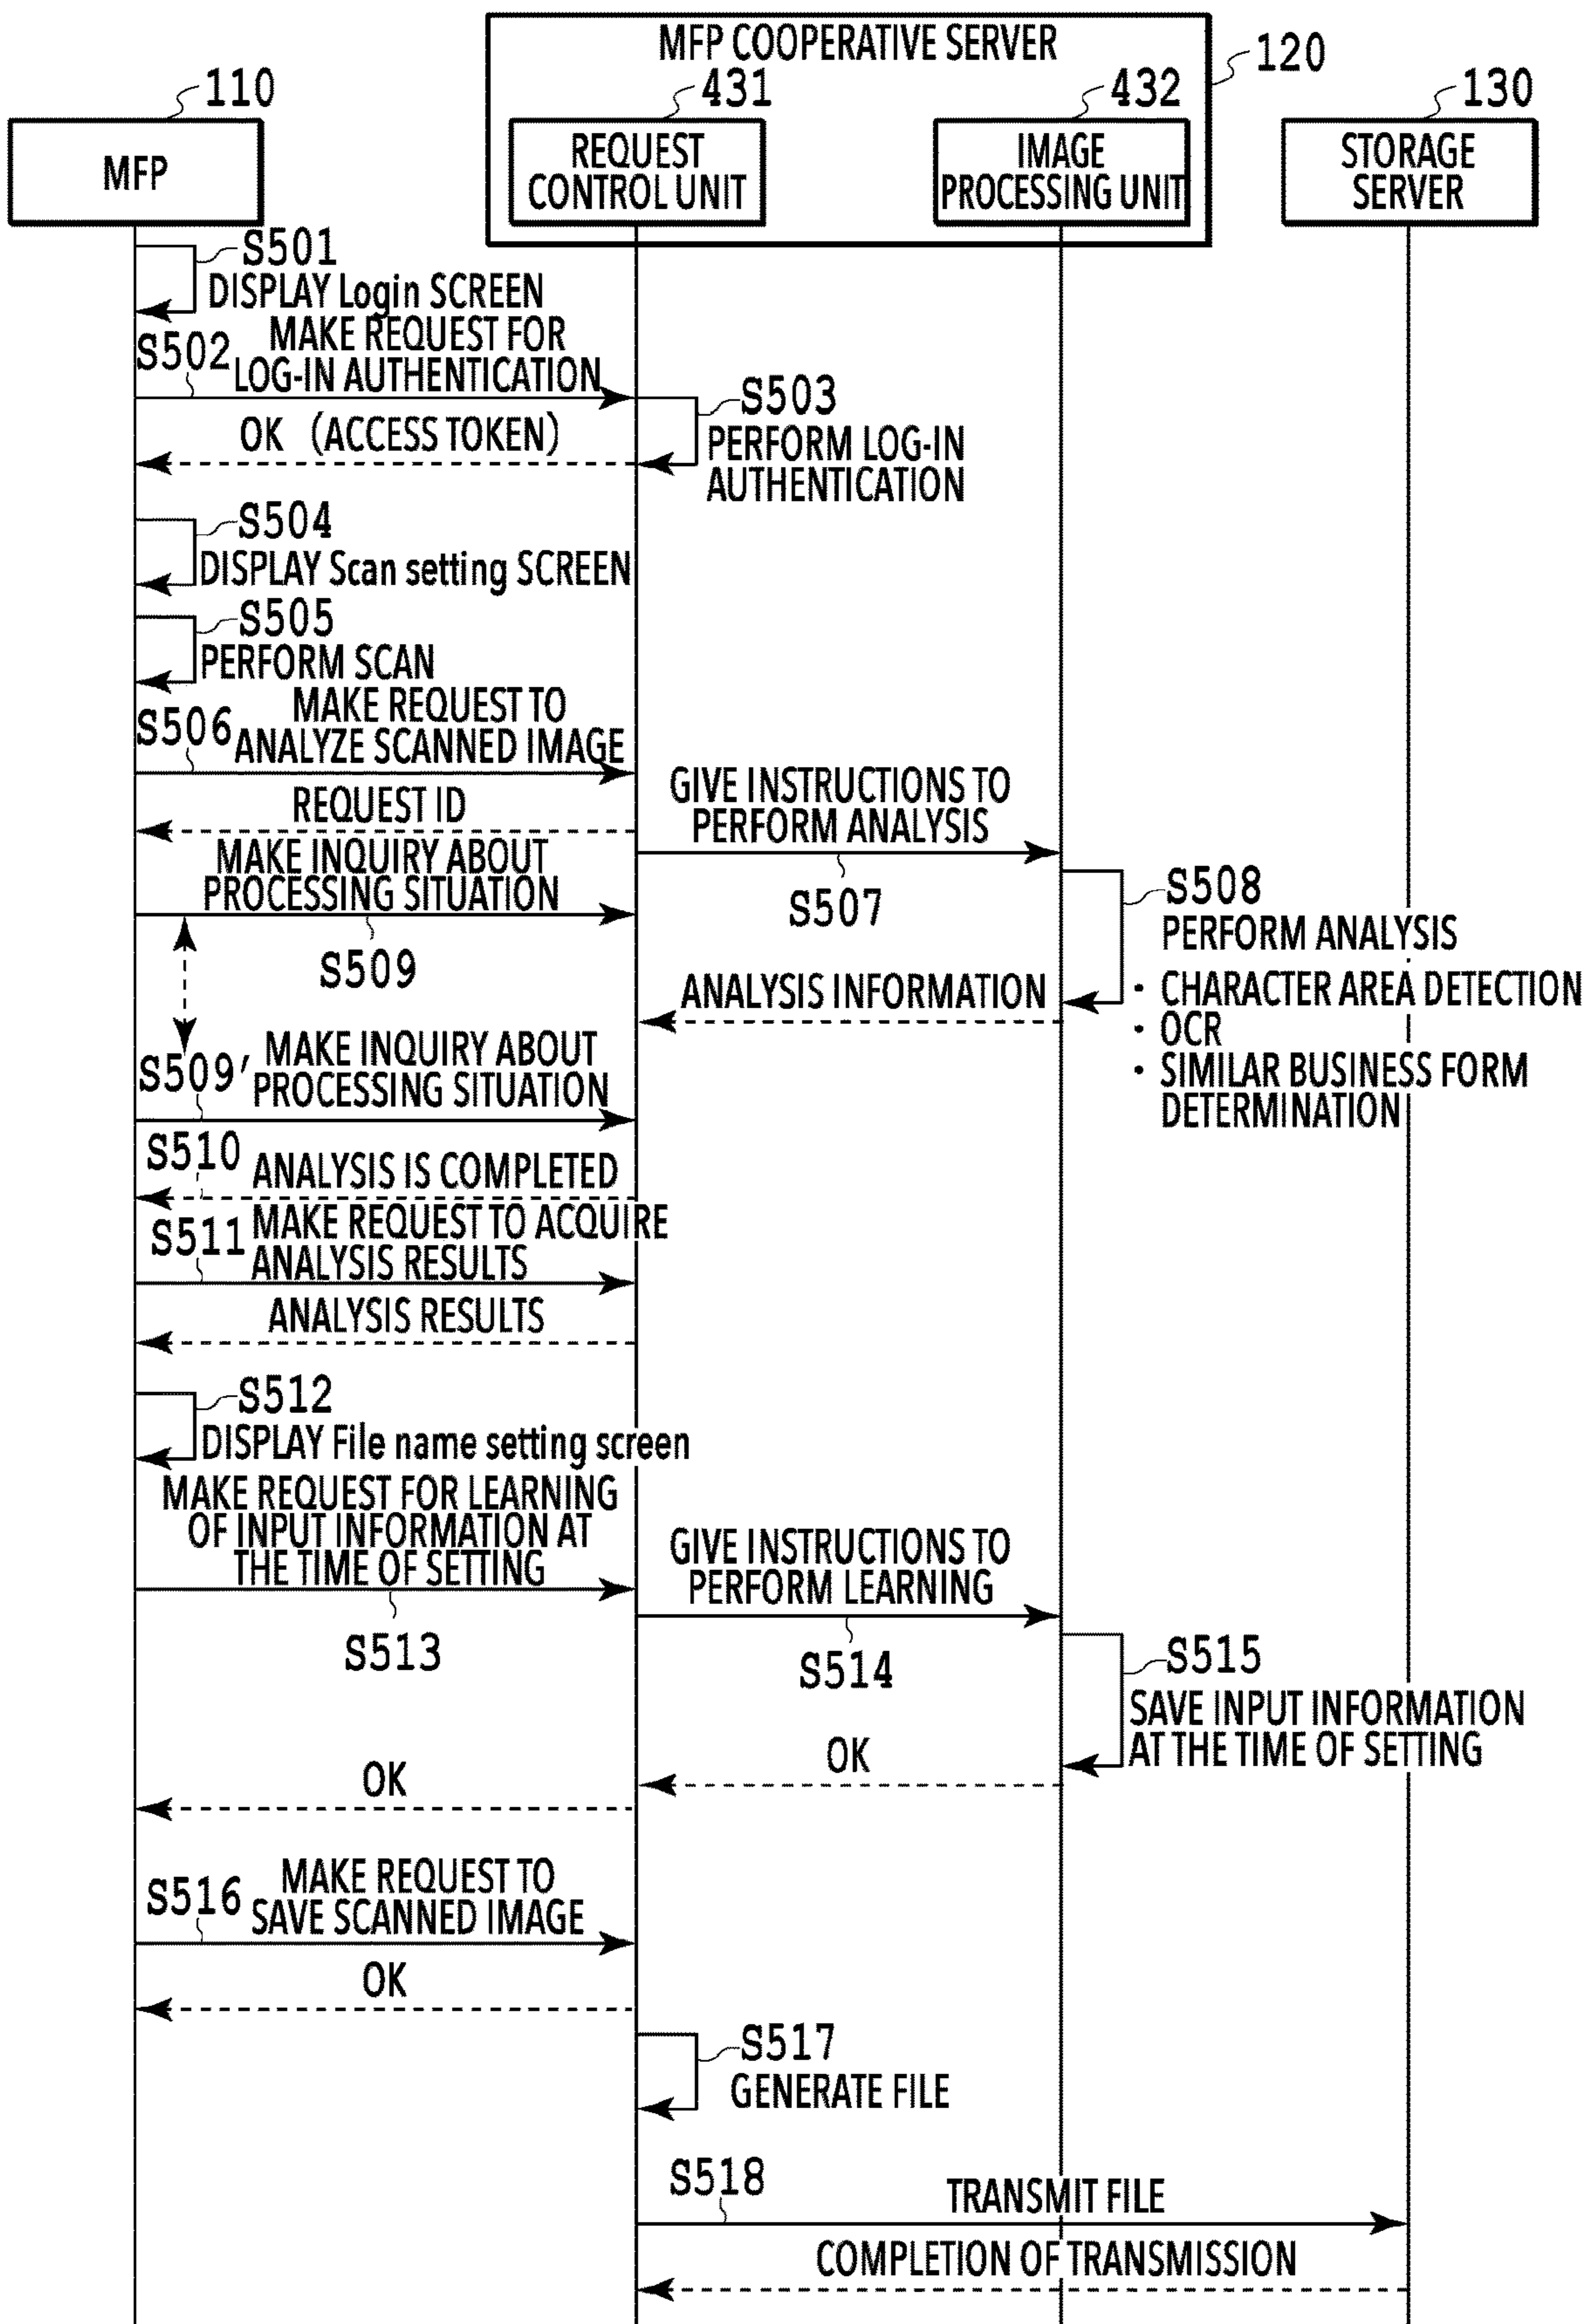 MFP COOPERATIVE SERVER
120
110
431
432
130
MFP
REQUEST
CONTROL UNIT
IMAGE
PROCESSING UNIT
STORAGE
SERVER
S501
DISPLAY Login SCREEN
S502
MAKE REQUEST FOR
LOG-IN AUTHENTICATION
S503
PERFORM LOG-IN
AUTHENTICATION
OK (ACCESS TOKEN)
S504
DISPLAY Scan setting SCREEN
S505
PERFORM SCAN
S506
MAKE REQUEST TO
ANALYZE SCANNED IMAGE
REQUEST ID
GIVE INSTRUCTIONS TO
PERFORM ANALYSIS
S507
MAKE INQUIRY ABOUT
PROCESSING SITUATION
S509
S508
PERFORM ANALYSIS
· CHARACTER AREA DETECTION
· OCR
· SIMILAR BUSINESS FORM
DETERMINATION
ANALYSIS INFORMATION
S509'
MAKE INQUIRY ABOUT
PROCESSING SITUATION
S510
ANALYSIS IS COMPLETED
S511
MAKE REQUEST TO ACQUIRE
ANALYSIS RESULTS
ANALYSIS RESULTS
S512
DISPLAY File name setting screen
MAKE REQUEST FOR LEARNING
OF INPUT INFORMATION AT
THE TIME OF SETTING
S513
GIVE INSTRUCTIONS TO
PERFORM LEARNING
S514
S515
SAVE INPUT INFORMATION
AT THE TIME OF SETTING
OK
OK
S516
MAKE REQUEST TO
SAVE SCANNED IMAGE
OK
S517
GENERATE FILE
S518
TRANSMIT FILE
COMPLETION OF TRANSMISSION